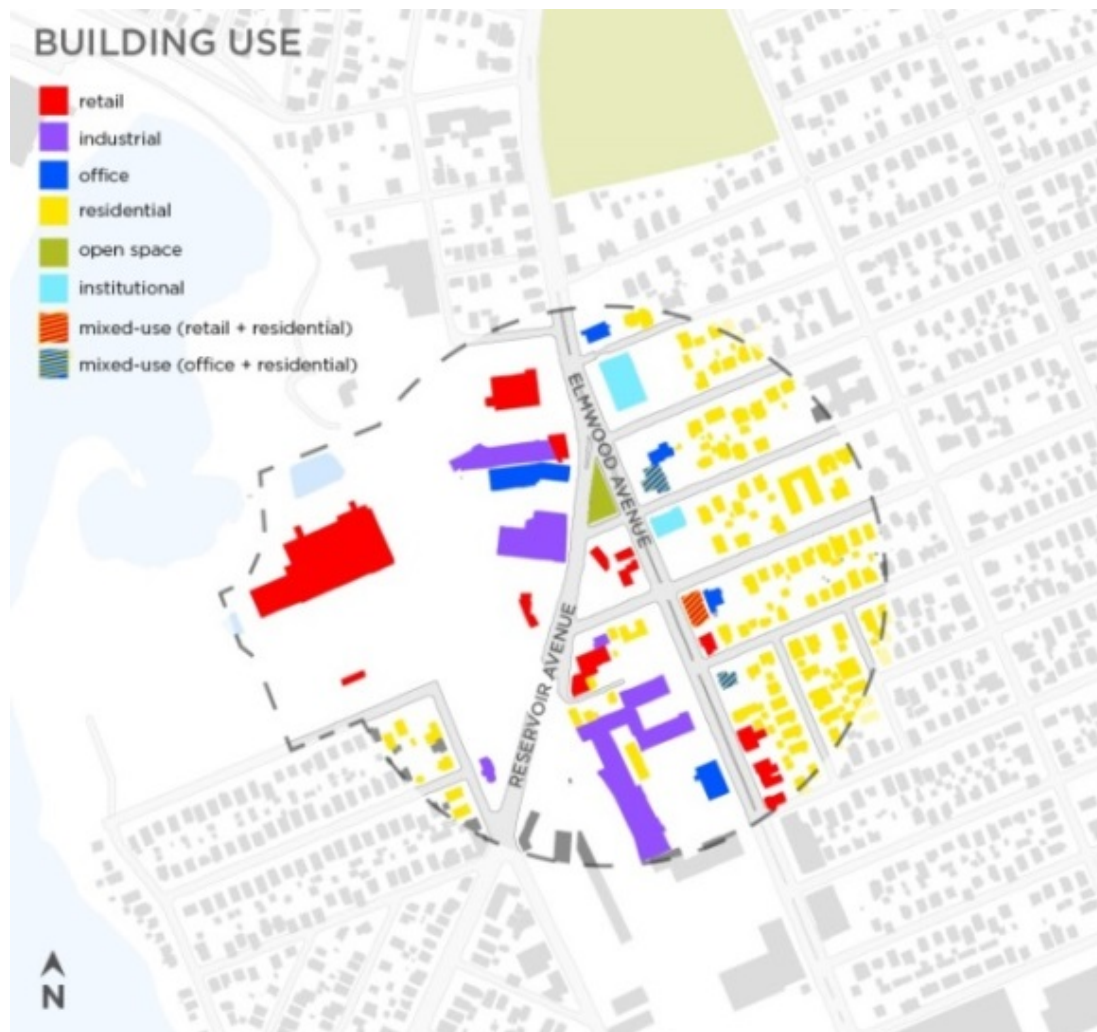 BUILDING USE
retail
industrial
office
residential
open space
institutional
mixed-use (retail + residential)
mixed-use (office + residential)
ELMWOOD AVENUE
RESERVOIR AVENUE
N